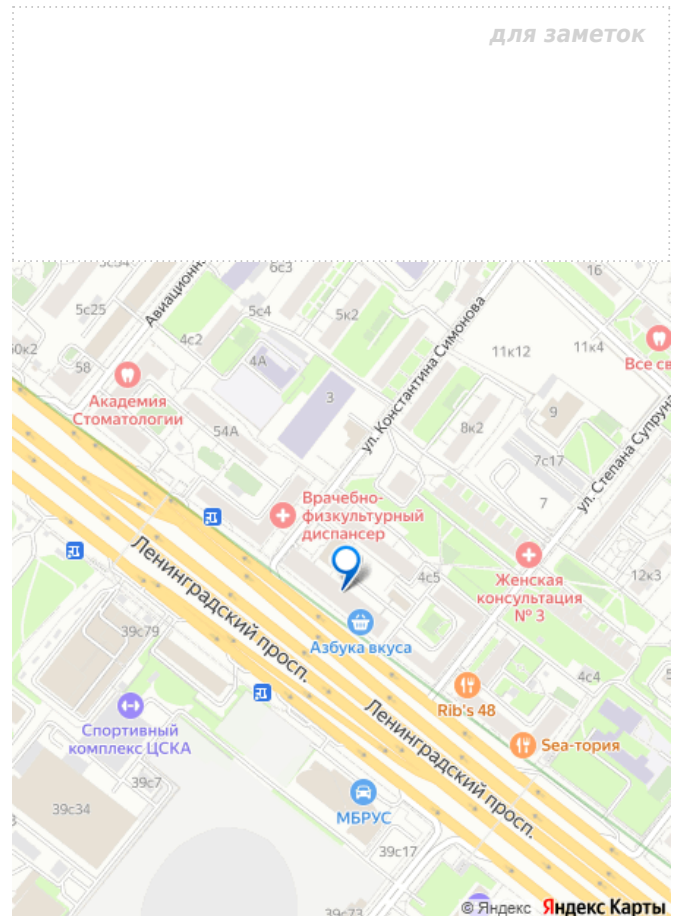 для заметок
6с3
16
Авиационн
5с25
5с4
5к2
4с2
58
4А
ул. Константина Симонова
11к12
11к4
Все св
Академия
Стоматологии
3
54А
8к2
9
ул. Степана Супруна
7с17
7
Врачебно-
физкультурный
диспансер
Ленинградский просп.
4с5
Женская
консультация
№ 3
12к3
39с79
Азбука вкуса
4с4
Rib's 48
Ленинградский просп.
Sea-тория
Спортивный
комплекс ЦСКА
39с7
39с34
МБРУС
39с17
39с73
© Яндекс Яндекс Карты